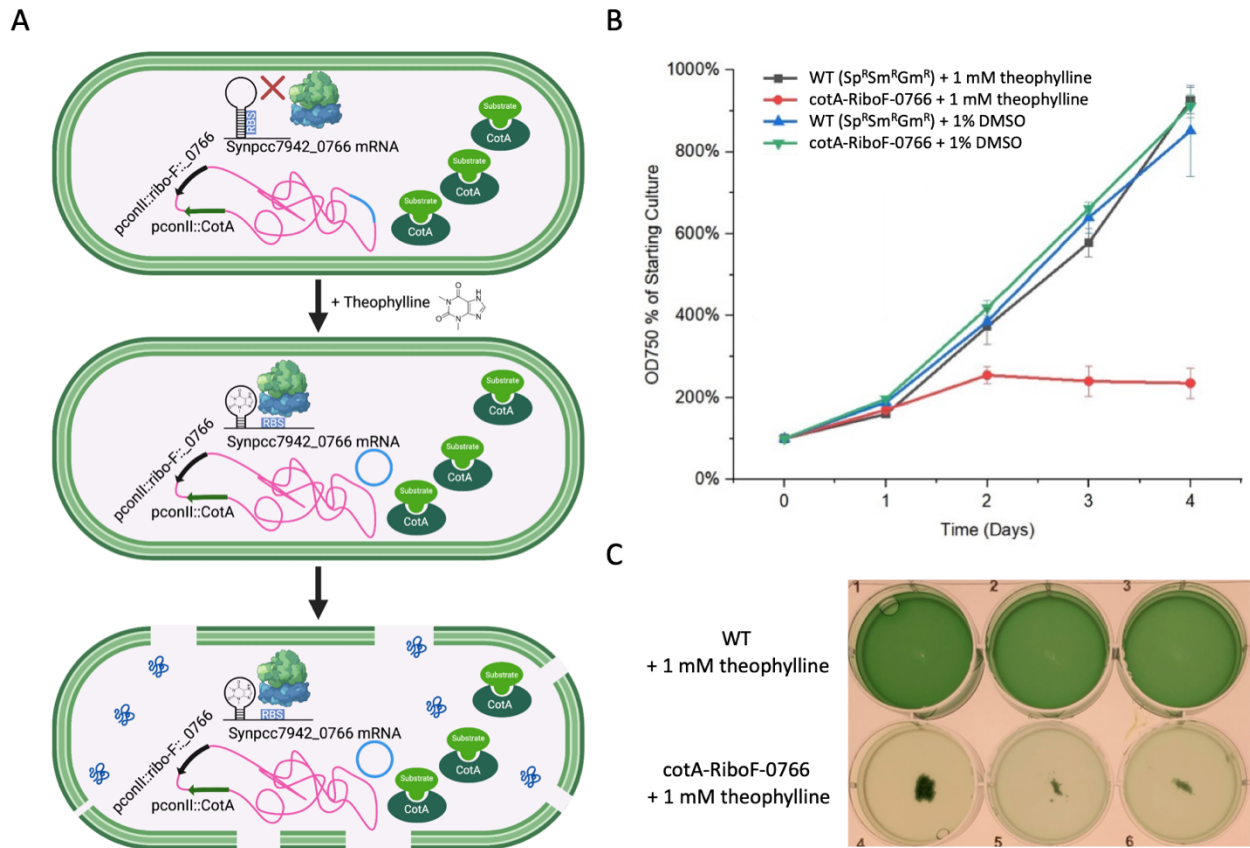 A
RBS
Synpcc7942_0766 mRNA
pconII::ribo-F::_0766
pconII::CotA
Substrate
CotA
Substrate
CotA
Substrate
CotA
+ Theophylline
RBS
Synpcc7942_0766 mRNA
pconII::ribo-F::_0766
pconII::CotA
Substrate
CotA
Substrate
CotA
Substrate
CotA
RBS
Synpcc7942_0766 mRNA
pconII::ribo-F::_0766
pconII::CotA
Substrate
CotA
Substrate
CotA
Substrate
CotA
B
WT (SpᴿSmᴿGmᴿ) + 1 mM theophylline
cotA-RiboF-0766 + 1 mM theophylline
WT (SpᴿSmᴿGmᴿ) + 1% DMSO
cotA-RiboF-0766 + 1% DMSO
OD750 % of Starting Culture
1000%
800%
600%
400%
200%
0%
0 1 2 3 4
Time (Days)
C
WT
+ 1 mM theophylline
cotA-RiboF-0766
+ 1 mM theophylline
1 2 3
4 5 6